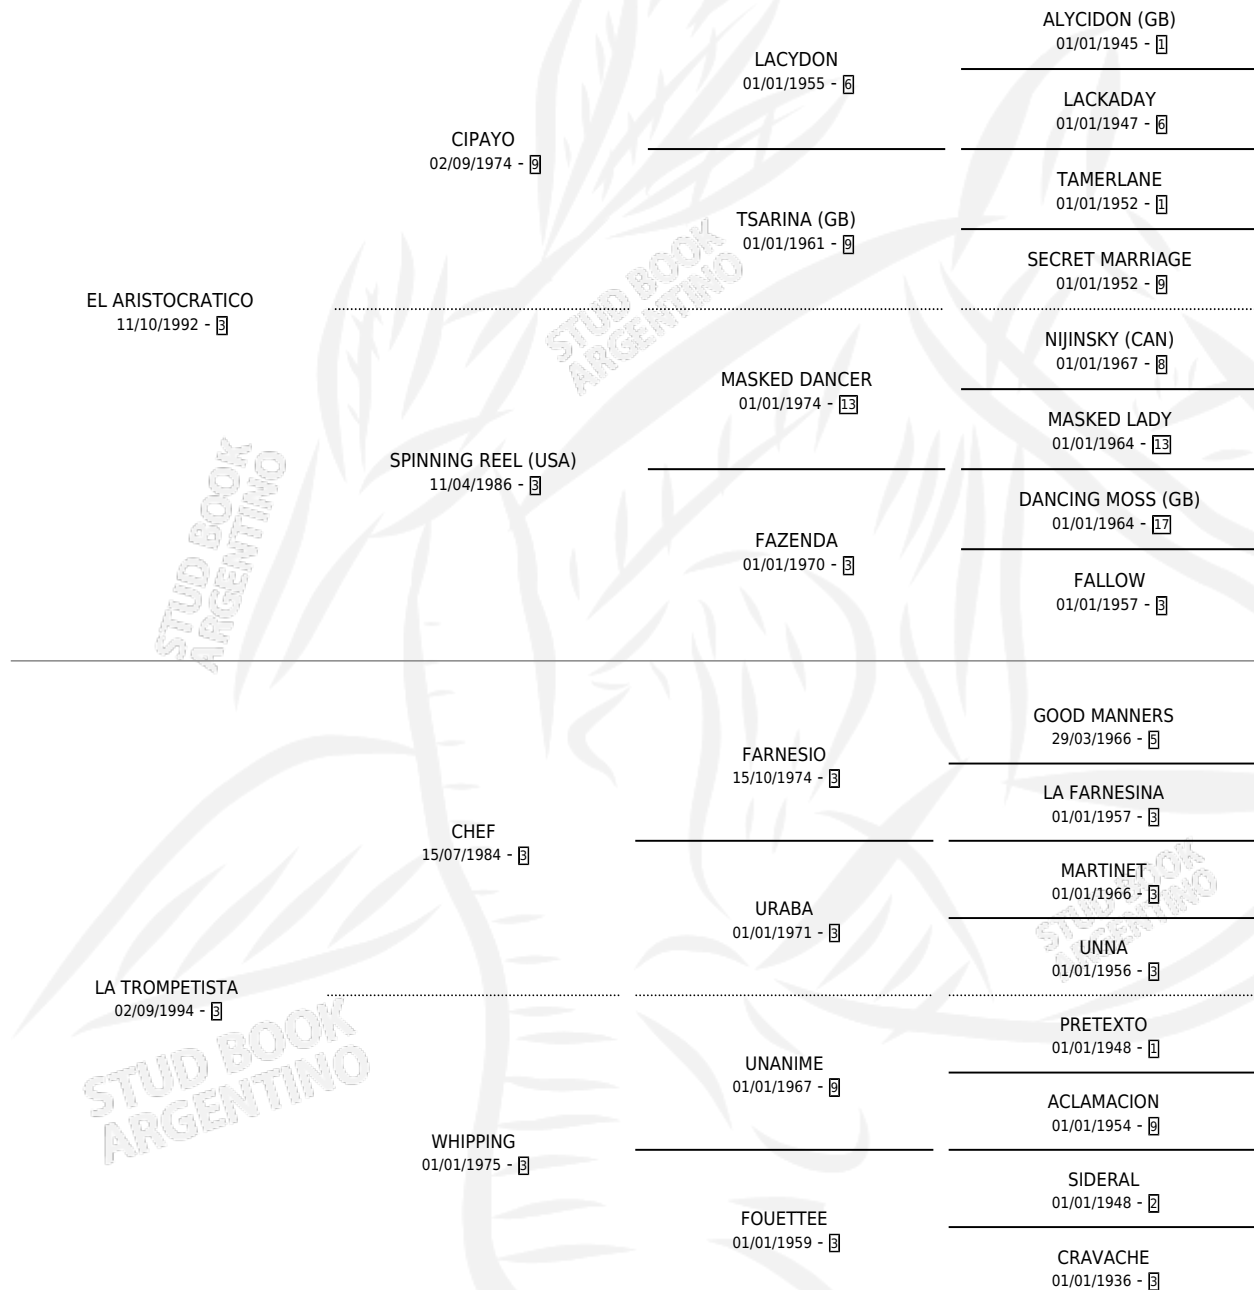 ALYCIDON (GB)
01/01/1945 - 1
LACYDON
01/01/1955 - 6
LACKADAY
01/01/1947 - 6
CIPAYO
02/09/1974 - 9
TAMERLANE
01/01/1952 - 1
TSARINA (GB)
01/01/1961 - 9
SECRET MARRIAGE
01/01/1952 - 9
EL ARISTOCRATICO
11/10/1992 - 3
NIJINSKY (CAN)
01/01/1967 - 8
MASKED DANCER
01/01/1974 - 13
MASKED LADY
01/01/1964 - 13
SPINNING REEL (USA)
11/04/1986 - 3
DANCING MOSS (GB)
01/01/1964 - 17
FAZENDA
01/01/1970 - 3
FALLOW
01/01/1957 - 3
STUD BOOK
ARGENTINO
STUD BOOK
ARGENTINO
GOOD MANNERS
29/03/1966 - 5
FARNESIO
15/10/1974 - 3
LA FARNESINA
01/01/1957 - 3
CHEF
15/07/1984 - 3
MARTINET
01/01/1966 - 3
URABA
01/01/1971 - 3
UNNA
01/01/1956 - 3
LA TROMPETISTA
02/09/1994 - 3
PRETEXTO
01/01/1948 - 1
UNANIME
01/01/1967 - 9
ACLAMACION
01/01/1954 - 9
WHIPPING
01/01/1975 - 3
SIDERAL
01/01/1948 - 2
FOUETTEE
01/01/1959 - 3
CRAVACHE
01/01/1936 - 3
STUD BOOK
ARGENTINO
STUD BOOK
ARGENTINO